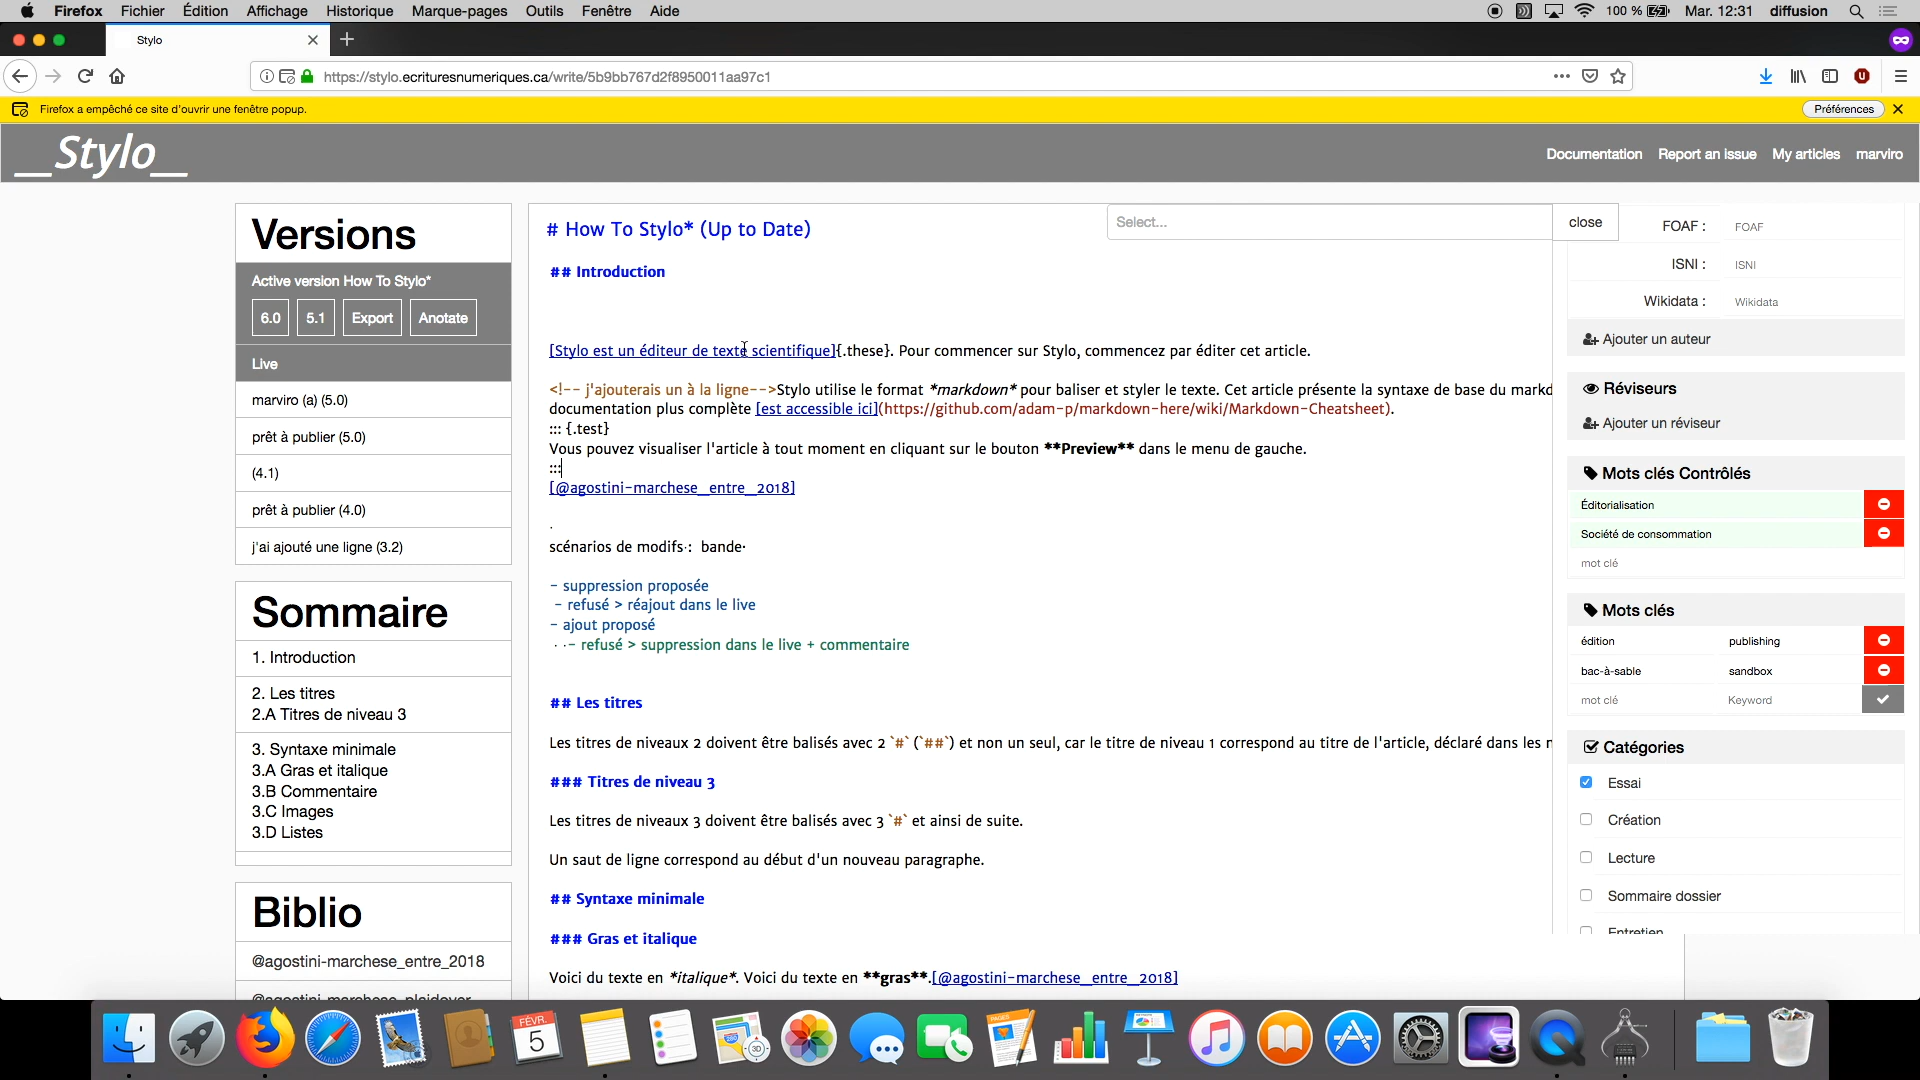 Firefox Fichier Édition Affichage Historique Marque-pages Outils Fenêtre Aide
100 % Mar. 12:31 diffusion
Stylo
https://stylo.ecrituresnumeriques.ca/write/5b9bb767d2f8950011aa97c1
Firefox a empêché ce site d'ouvrir une fenêtre popup.
Préférences
__Stylo__
Documentation Report an issue My articles marviro
Versions
Active version How To Stylo*
6.0 5.1 Export Anotate
Live
marviro (a) (5.0)
prêt à publier (5.0)
(4.1)
prêt à publier (4.0)
j'ai ajouté une ligne (3.2)
Sommaire
1. Introduction
2. Les titres
2.A Titres de niveau 3
3. Syntaxe minimale
3.A Gras et italique
3.B Commentaire
3.C Images
3.D Listes
Biblio
@agostini-marchese_entre_2018
@agostini-marchese_plaidoyer
# How To Stylo* (Up to Date)
## Introduction
[Stylo est un éditeur de texte scientifique]{.these}. Pour commencer sur Stylo, commencez par éditer cet article.
<!-- j'ajouterais un à la ligne-->Stylo utilise le format *markdown* pour baliser et styler le texte. Cet article présente la syntaxe de base du markd
documentation plus complète [est accessible ici](https://github.com/adam-p/markdown-here/wiki/Markdown-Cheatsheet).
::: {.test}
Vous pouvez visualiser l'article à tout moment en cliquant sur le bouton **Preview** dans le menu de gauche.
:::
[@agostini-marchese_entre_2018]
.
scénarios de modifs·: bande·
- suppression proposée
- refusé > réajout dans le live
- ajout proposé
··- refusé > suppression dans le live + commentaire
## Les titres
Les titres de niveaux 2 doivent être balisés avec 2 `#` (`##`) et non un seul, car le titre de niveau 1 correspond au titre de l'article, déclaré dans les n
### Titres de niveau 3
Les titres de niveaux 3 doivent être balisés avec 3 `#` et ainsi de suite.
Un saut de ligne correspond au début d'un nouveau paragraphe.
## Syntaxe minimale
### Gras et italique
Voici du texte en *italique*. Voici du texte en **gras**.[@agostini-marchese_entre_2018]
Select...
close
FOAF : FOAF
ISNI : ISNI
Wikidata : Wikidata
Ajouter un auteur
Réviseurs
Ajouter un réviseur
Mots clés Contrôlés
Éditorialisation
Société de consommation
mot clé
Mots clés
édition publishing
bac-à-sable sandbox
mot clé Keyword
Catégories
Essai
Création
Lecture
Sommaire dossier
Entretien
FÉVR.
5
PAGES
280
3D